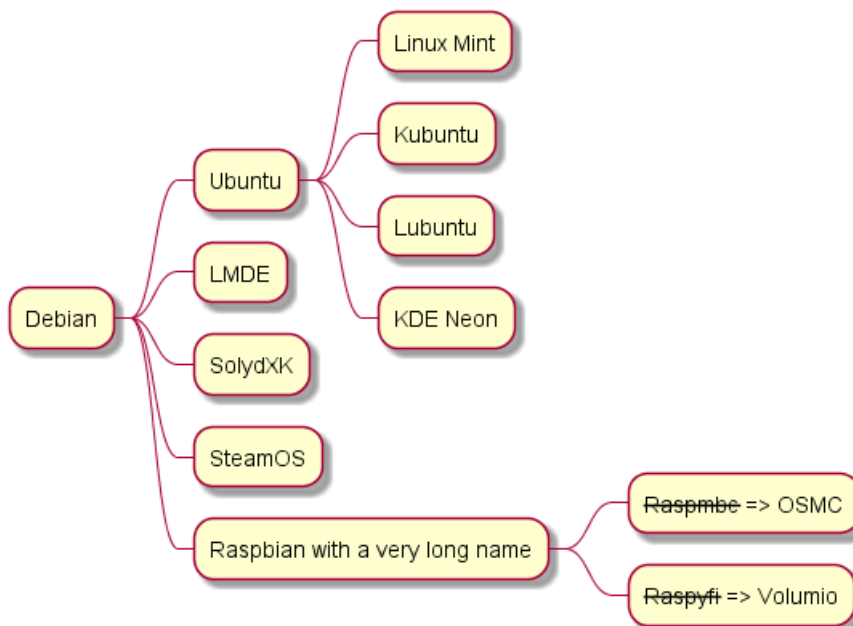 Linux Mint
Kubuntu
Ubuntu
Lubuntu
LMDE
Debian
KDE Neon
SolydXK
SteamOS
Raspmbc => OSMC
Raspbian with a very long name
Raspyfi => Volumio